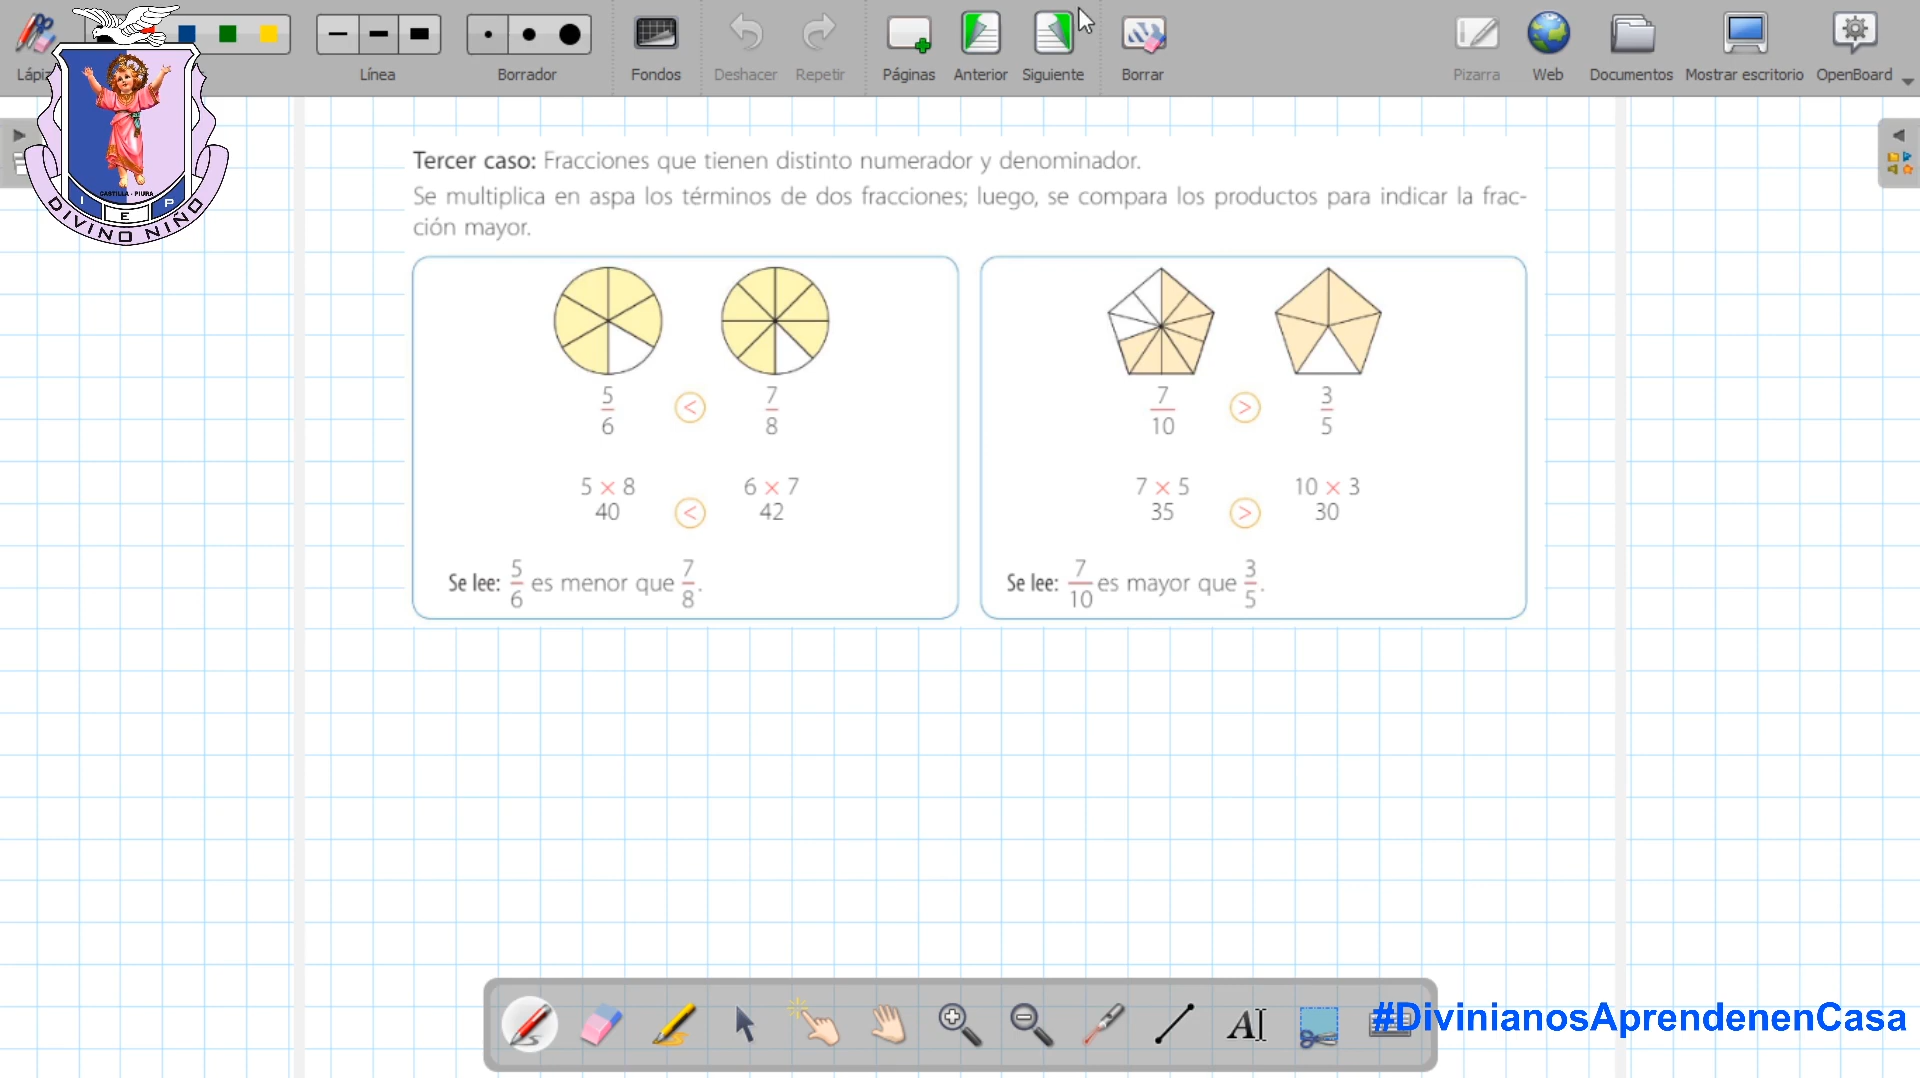 Lápiz
Línea
Borrador
Fondos
Deshacer
Repetir
Páginas
Anterior
Siguiente
Borrar
Pizarra
Web
Documentos
Mostrar escritorio
OpenBoard
CASTILLA - PIURA
I E P
DIVINO NIÑO
Tercer caso: Fracciones que tienen distinto numerador y denominador.
Se multiplica en aspa los términos de dos fracciones; luego, se compara los productos para indicar la frac-
ción mayor.
5/6 < 7/8
5 × 8 6 × 7
40 < 42
Se lee: 5/6 es menor que 7/8.
7/10 > 3/5
7 × 5 10 × 3
35 > 30
Se lee: 7/10 es mayor que 3/5.
#DivinianosAprendenenCasa